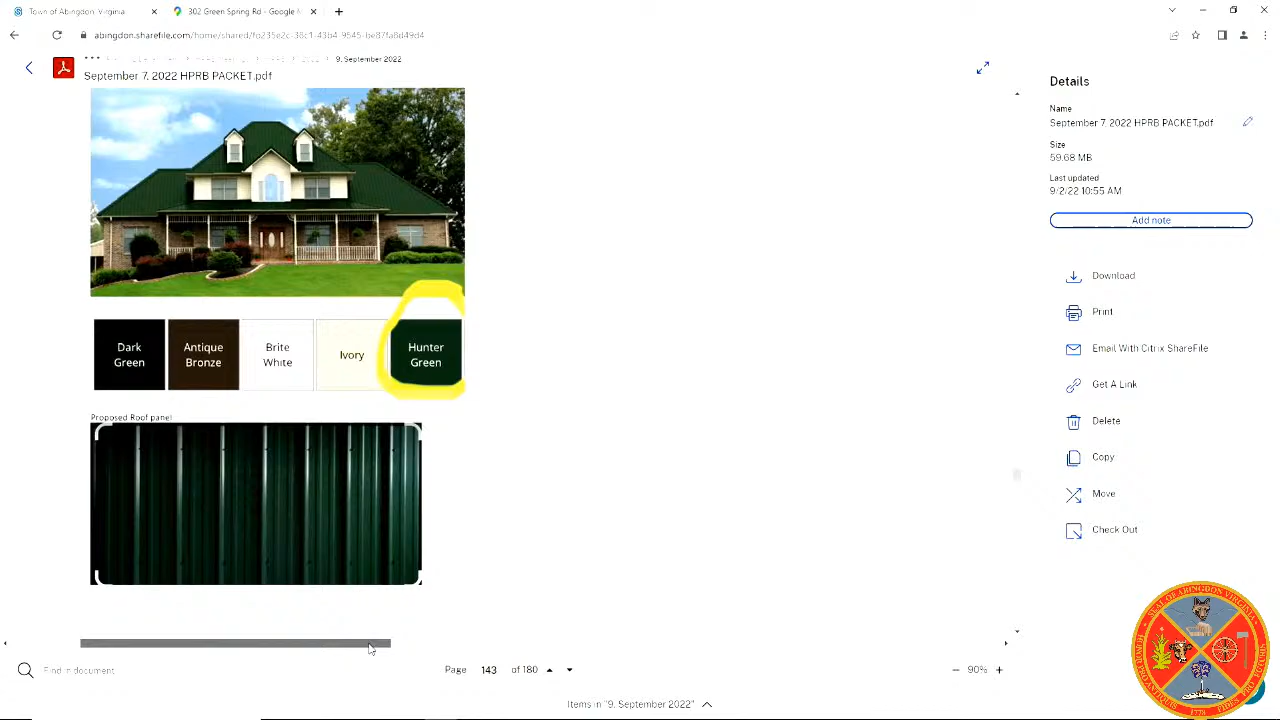 Town of Abingdon, Virginia
302 Green Spring Rd - Google M
9, September 2022
September 7, 2022 HPRB PACKET.pdf
Dark
Green
Antique
Bronze
Brite
White
Ivory
Hunter
Green
Proposed Roof panel
Find in document
Page 143 of 180
90%
Items in "9. September 2022"
Details
Name
September 7, 2022 HPRB PACKET.pdf
Size
59.68 MB
Last updated
9/2/22 10:55 AM
Add note
Download
Print
Email With Citrix ShareFile
Get A Link
Delete
Copy
Move
Check Out
SEAL OF ABINGDON VIRGINIA
1778